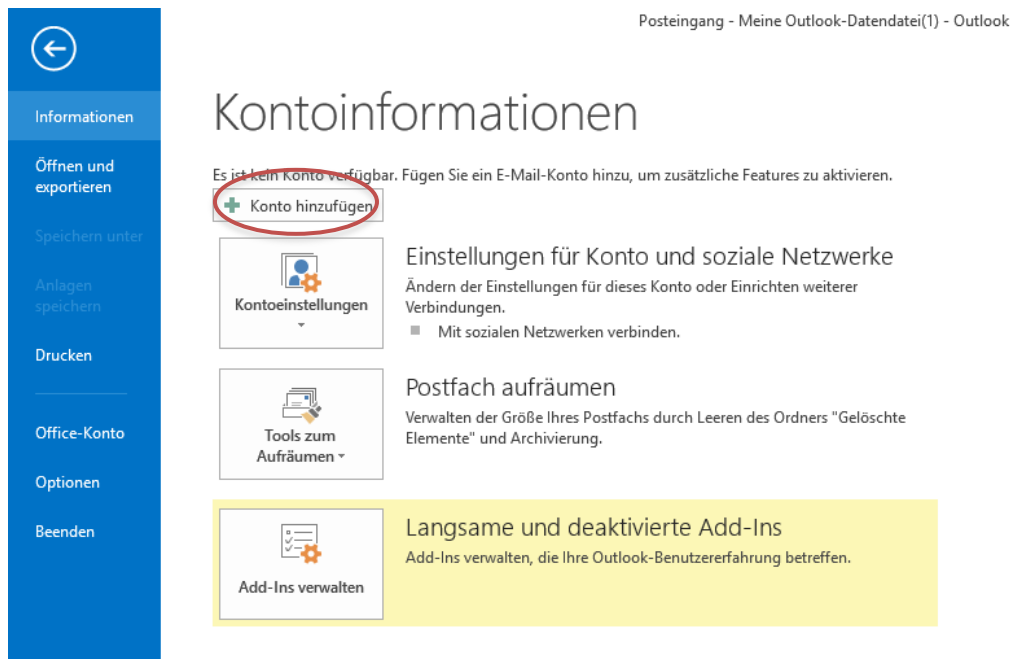 Posteingang - Meine Outlook-Datendatei(1) - Outlook
Informationen
Öffnen und
exportieren
Speichern unter
Anlagen
speichern
Drucken
Office-Konto
Optionen
Beenden
Kontoinformationen
Es ist kein Konto verfügbar. Fügen Sie ein E-Mail-Konto hinzu, um zusätzliche Features zu aktivieren.
Konto hinzufügen
Kontoeinstellungen
Einstellungen für Konto und soziale Netzwerke
Ändern der Einstellungen für dieses Konto oder Einrichten weiterer
Verbindungen.
Mit sozialen Netzwerken verbinden.
Tools zum
Aufräumen
Postfach aufräumen
Verwalten der Größe Ihres Postfachs durch Leeren des Ordners "Gelöschte
Elemente" und Archivierung.
Add-Ins verwalten
Langsame und deaktivierte Add-Ins
Add-Ins verwalten, die Ihre Outlook-Benutzererfahrung betreffen.